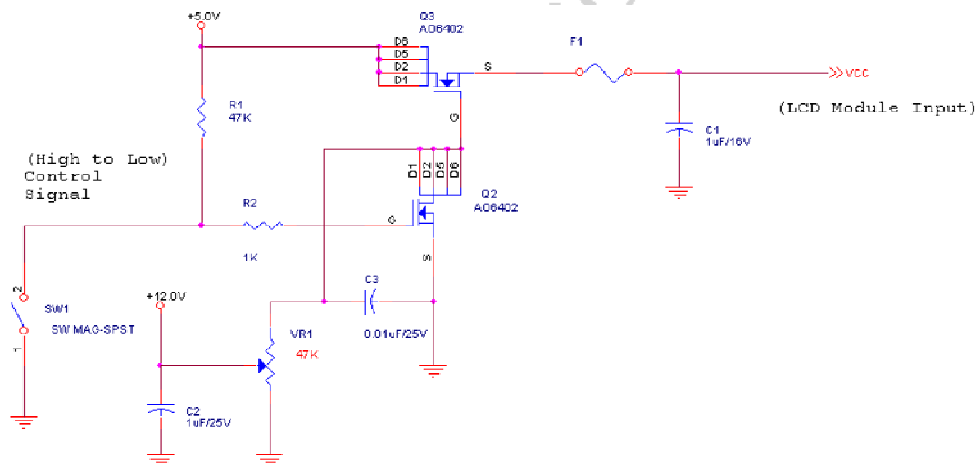 +5.0V
Q3
AO6402
D6
D5
D2
D1
S
G
F1
VCC
(LCD Module Input)
C1
1uF/16V
R1
47K
(High to Low)
Control
Signal
D1
D2
D5
D6
Q2
AO6402
G
S
R2
1K
2
SW1
SW MAG-SPST
1
+12.0V
C3
0.01uF/25V
VR1
47K
C2
1uF/25V